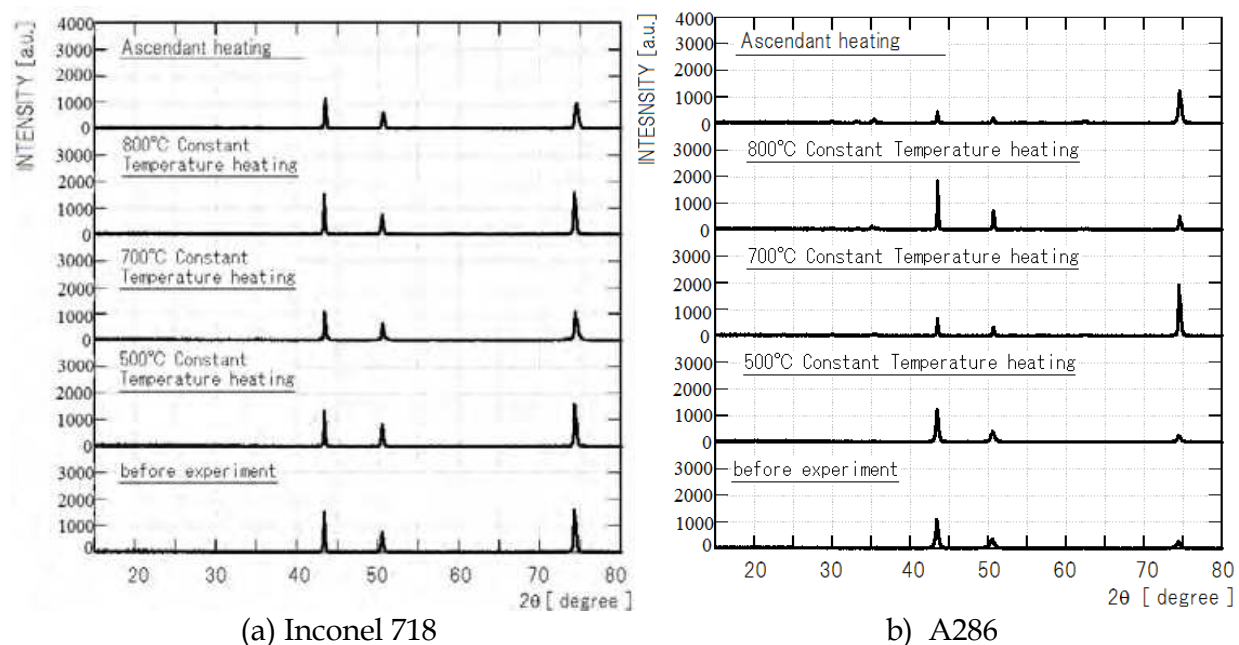 INTENSITY [a.u.]
4000
3000
2000
1000
0
Ascendant heating
3000
2000
1000
0
800°C Constant
Temperature heating
3000
2000
1000
0
700°C Constant
Temperature heating
3000
2000
1000
0
500°C Constant
Temperature heating
3000
2000
1000
0
before experiment
20 30 40 50 60 70 80
2θ [ degree ]
(a) Inconel 718
INTESNSITY [a.u.]
4000
3000
2000
1000
0
Ascendant heating
3000
2000
1000
0
800°C Constant Temperature heating
3000
2000
1000
0
700°C Constant Temperature heating
3000
2000
1000
0
500°C Constant Temperature heating
3000
2000
1000
0
before experiment
20 30 40 50 60 70 80
2θ [ degree ]
b) A286